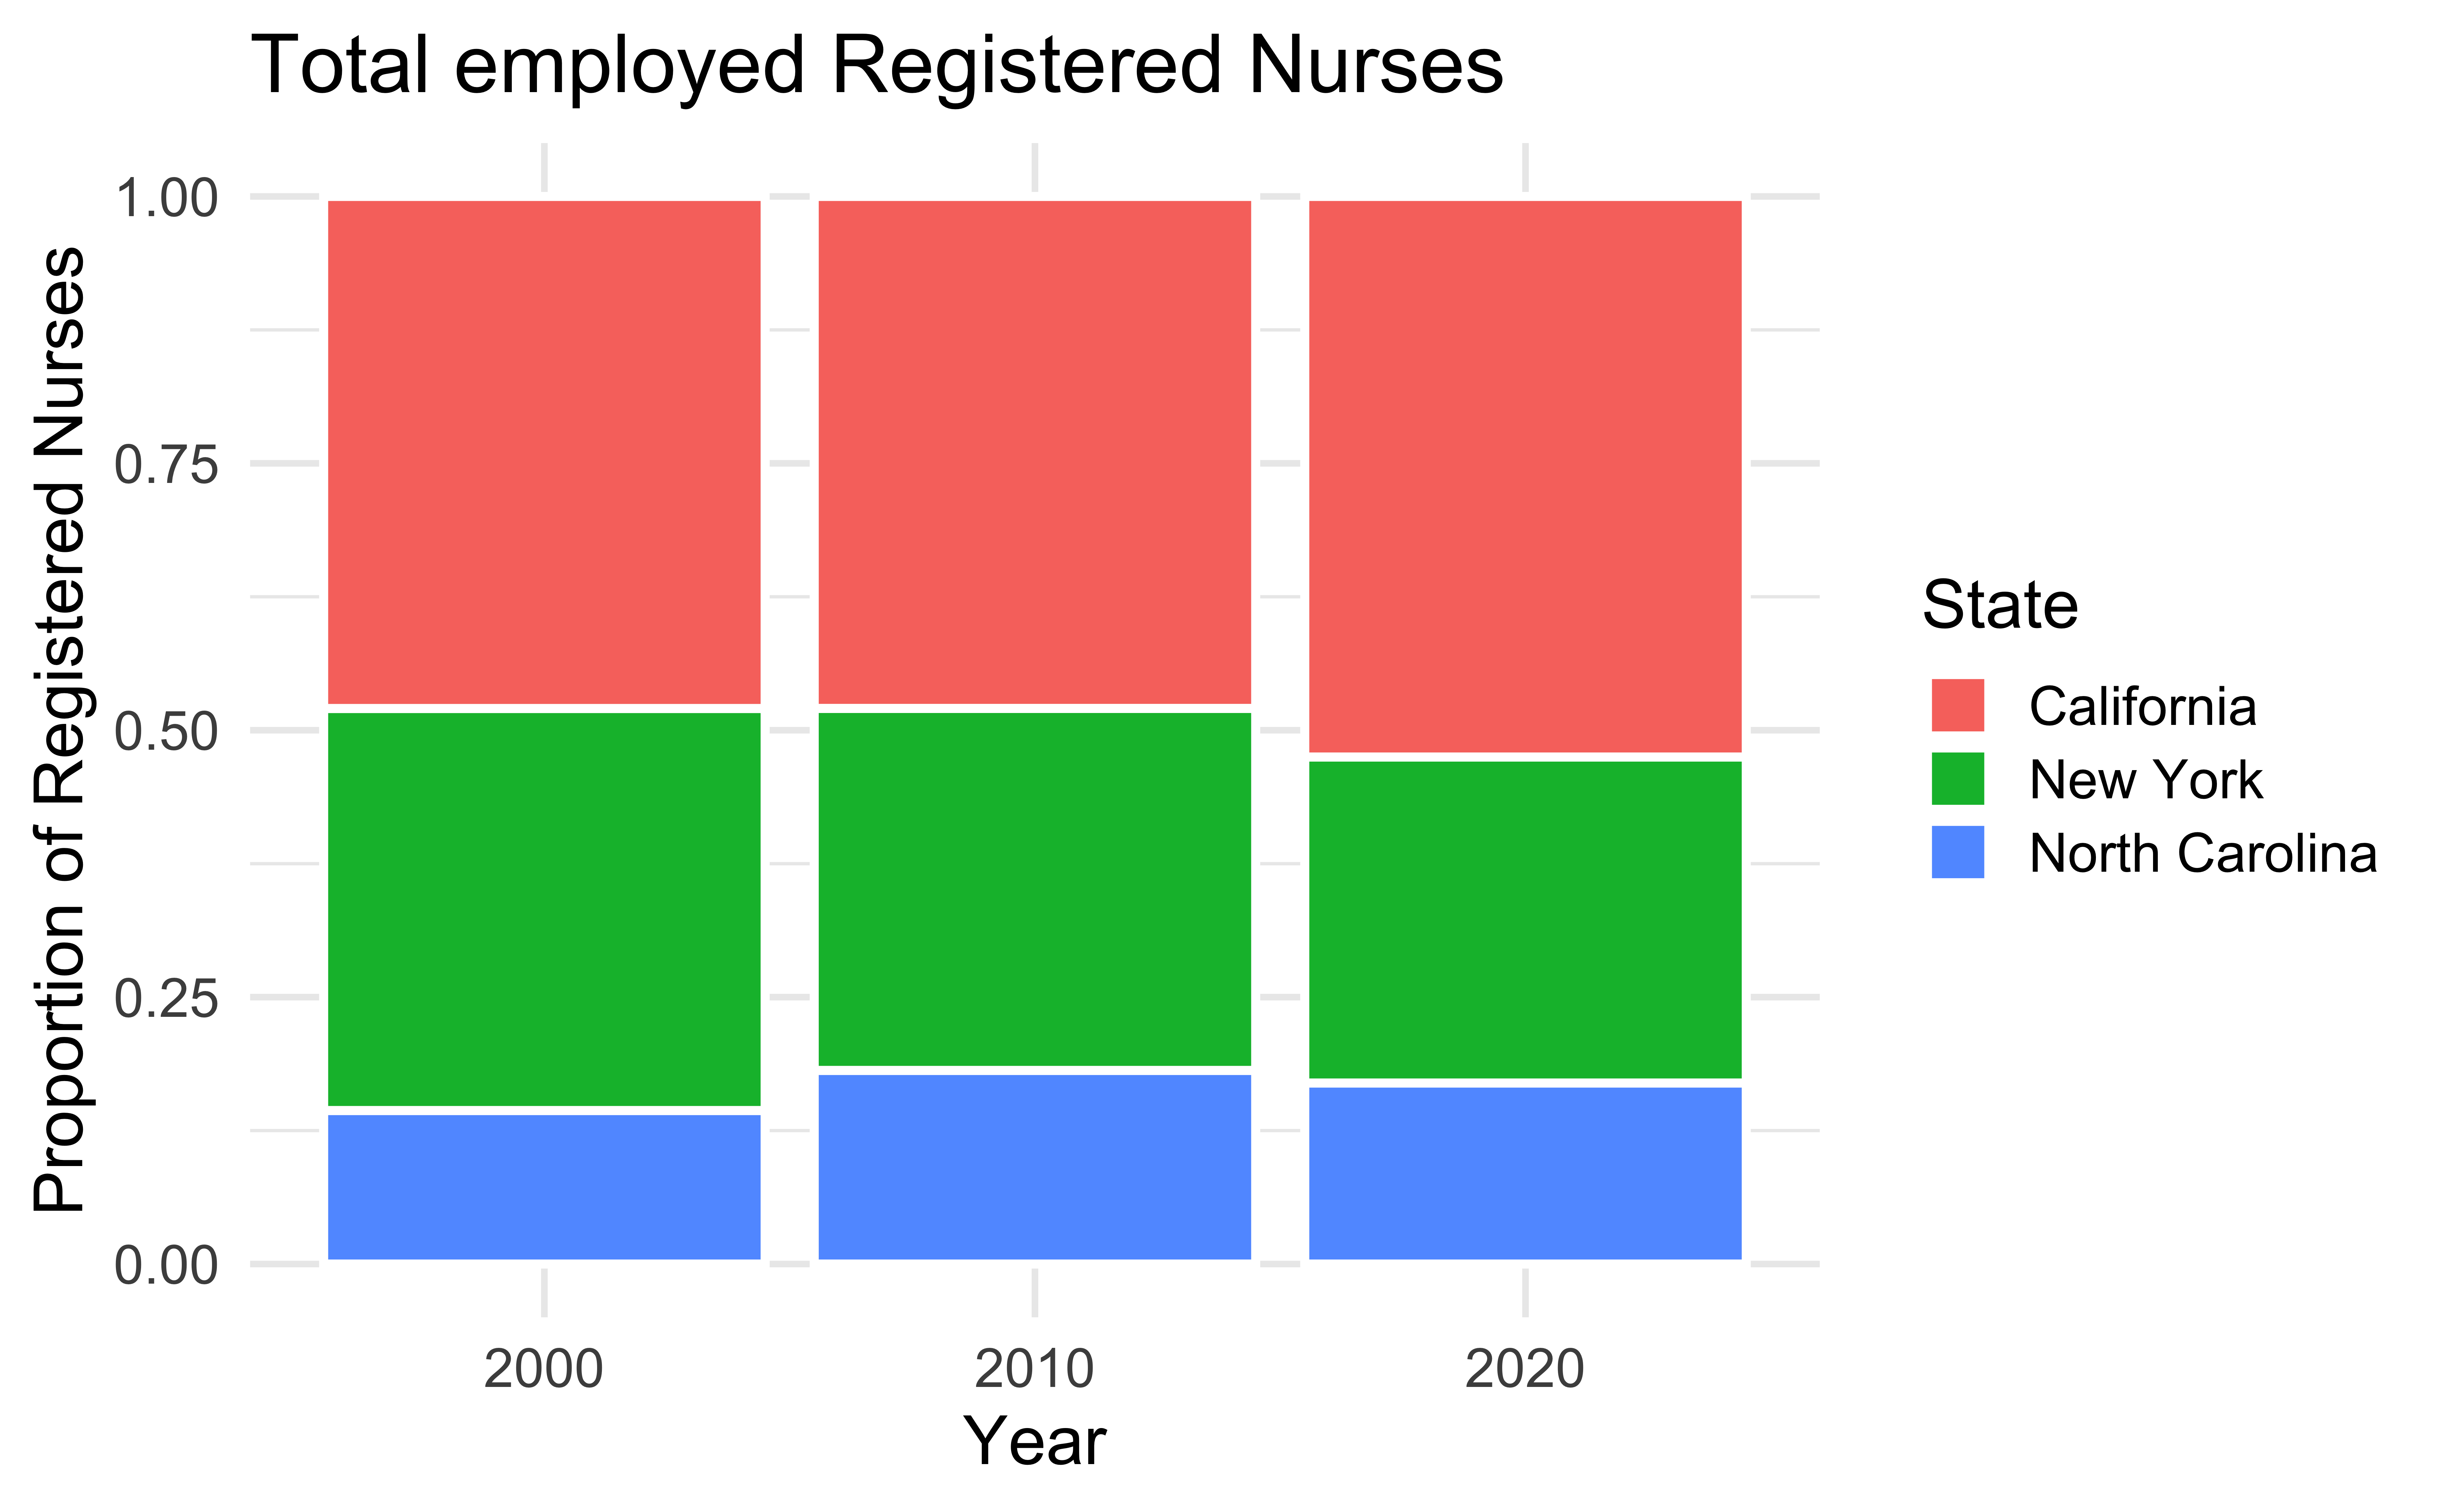 Total employed Registered Nurses
Proportion of Registered Nurses
1.00
0.75
0.50
0.25
0.00
2000
2010
2020
Year
State
California
New York
North Carolina